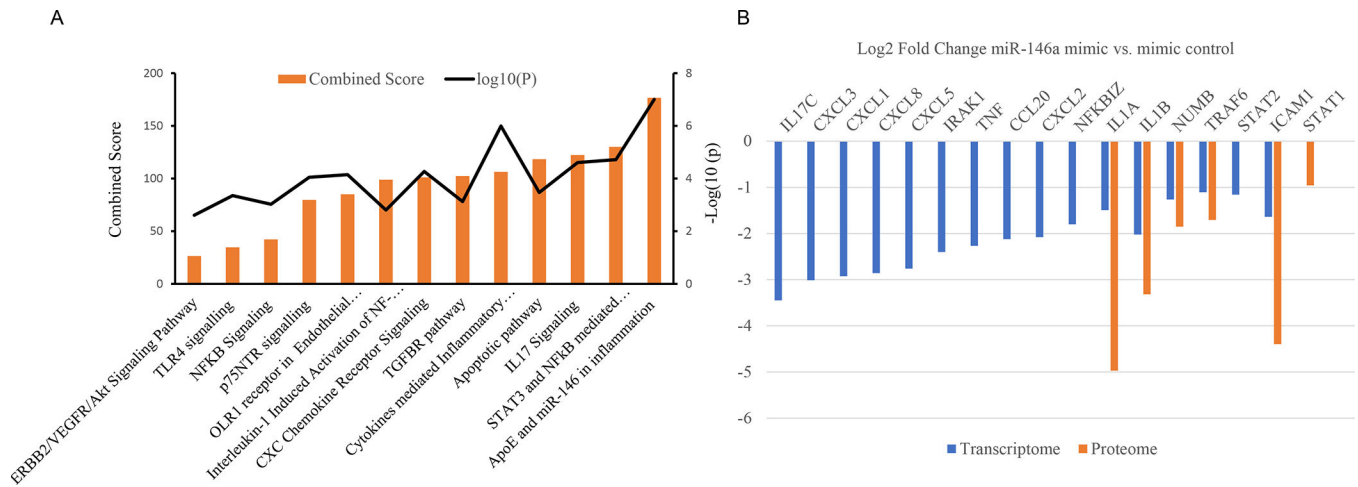 A
Combined Score
log10(P)
200
150
100
50
0
Combined Score
8
6
4
2
0
-Log(10 (p)
ERBB2/VEGFR/Akt Signaling Pathway
TLR4 signalling
NFKB Signaling
p75NTR signalling
OLR1 receptor in Endothelial…
Interleukin-1 Induced Activation of NF-…
CXC Chemokine Receptor Signaling
TGFBR pathway
Cytokines mediated Inflammatory…
Apoptotic pathway
IL17 Signaling
STAT3 and NFkB mediated…
ApoE and miR-146 in inflammation
B
Log2 Fold Change miR-146a mimic vs. mimic control
IL17C
CXCL3
CXCL1
CXCL8
CXCL5
IRAK1
TNF
CCL20
CXCL2
NFKBIZ
IL1A
IL1B
NUMB
TRAF6
STAT2
ICAM1
STAT1
0
-1
-2
-3
-4
-5
-6
Transcriptome
Proteome